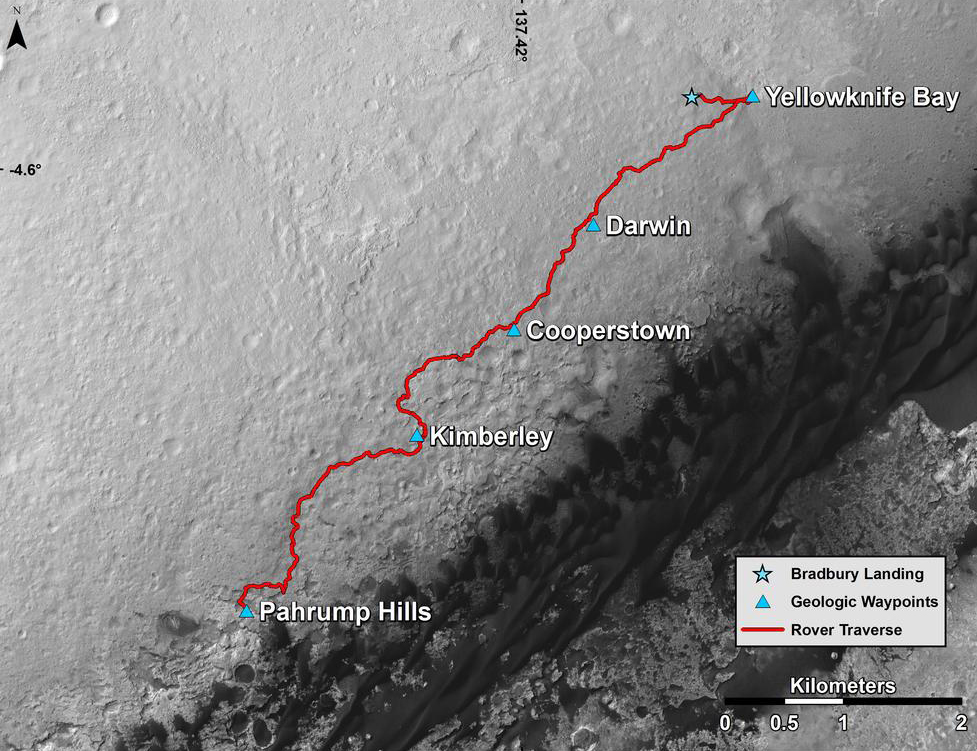 N
137.42°
Yellowknife Bay
-4.6°
Darwin
Cooperstown
Kimberley
Pahrump Hills
Bradbury Landing
Geologic Waypoints
Rover Traverse
Kilometers
0 0.5 1 2